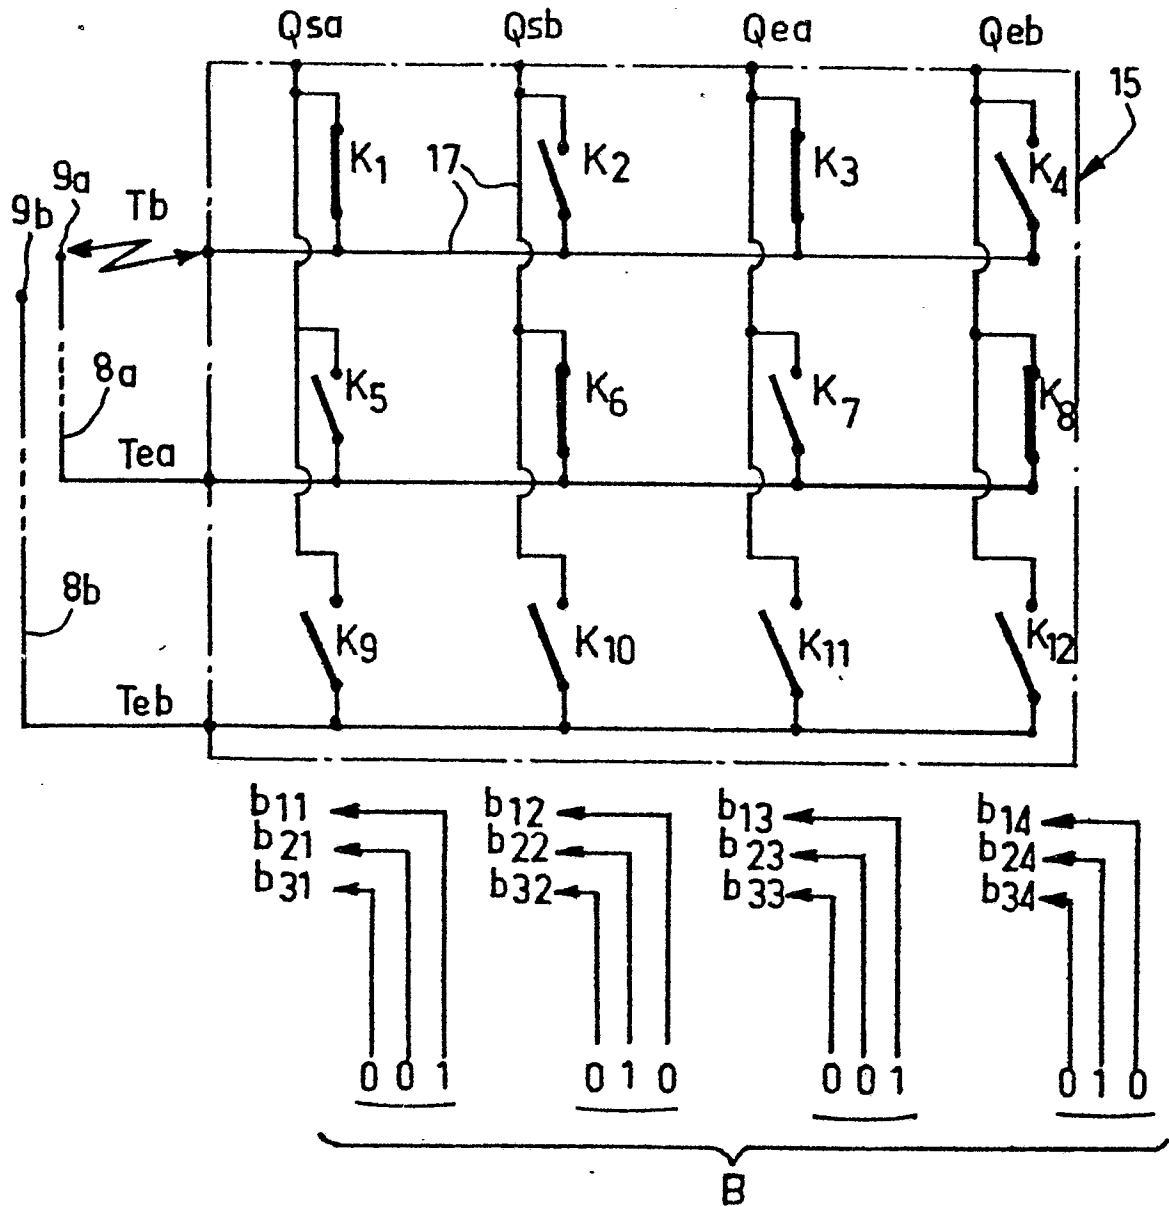 Qsa Qsb Qea Qeb
15
K1 17 K2 K3 K4
9a
9b Tb
8a K5 K6 K7 K8
Tea
8b K9 K10 K11 K12
Teb
b11 b12 b13 b14
b21 b22 b23 b24
b31 b32 b33 b34
0 0 1 0 1 0 0 0 1 0 1 0
B